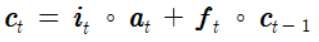 c_t = i_t ∘ a_t + f_t ∘ c_{t-1}